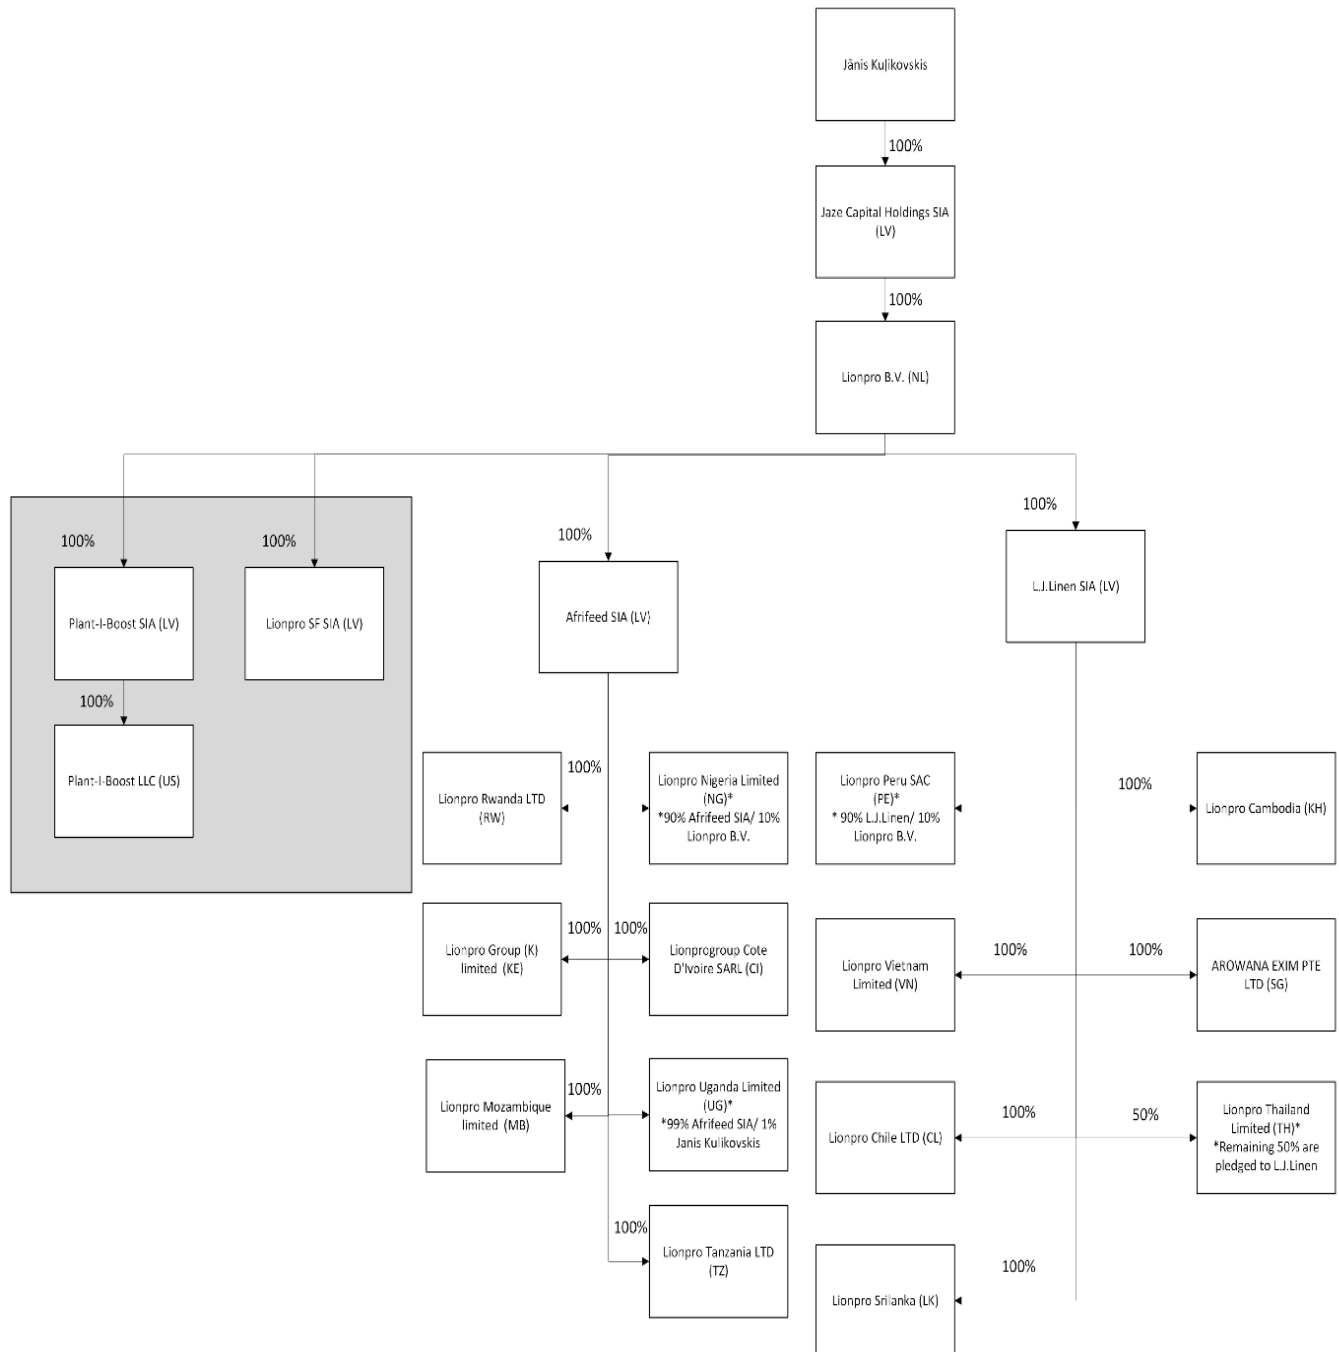 Jānis Kuļikovskis
100%
Jaze Capital Holdings SIA
(LV)
100%
Lionpro B.V. (NL)
100%
100%
100%
100%
Plant-I-Boost SIA (LV)
Lionpro SF SIA (LV)
Afrifeed SIA (LV)
L.J.Linen SIA (LV)
100%
Plant-I-Boost LLC (US)
Lionpro Rwanda LTD
(RW)
100%
Lionpro Nigeria Limited
(NG)*
*90% Afrifeed SIA/ 10%
Lionpro B.V.
Lionpro Peru SAC
(PE)*
* 90% L.J.Linen/ 10%
Lionpro B.V.
100%
Lionpro Cambodia (KH)
Lionpro Group (K)
limited (KE)
100%
100%
Lionprogroup Cote
D'Ivoire SARL (CI)
Lionpro Vietnam
Limited (VN)
100%
100%
AROWANA EXIM PTE
LTD (SG)
Lionpro Mozambique
limited (MB)
100%
Lionpro Uganda Limited
(UG)*
*99% Afrifeed SIA/ 1%
Janis Kulikovskis
Lionpro Chile LTD (CL)
100%
50%
Lionpro Thailand
Limited (TH)*
*Remaining 50% are
pledged to L.J.Linen
100%
Lionpro Tanzania LTD
(TZ)
Lionpro Srilanka (LK)
100%